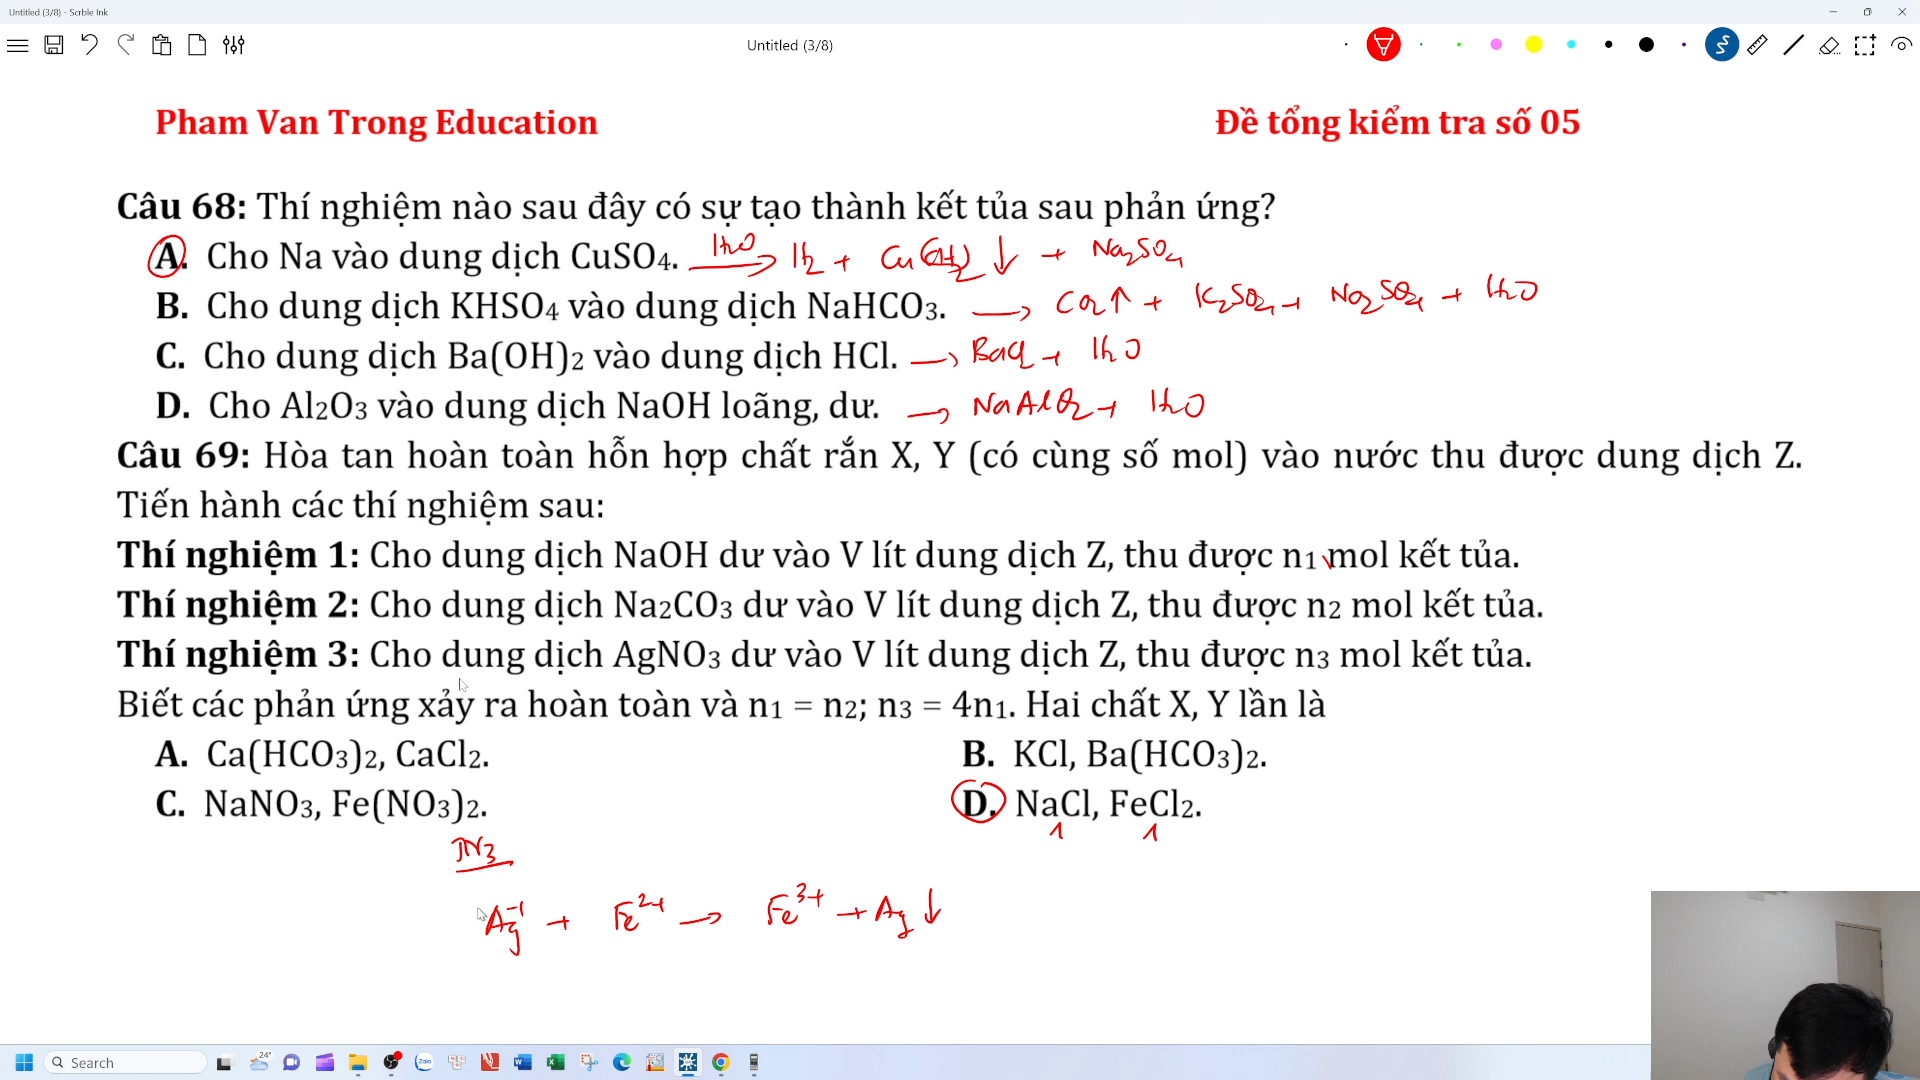 Untitled (3/8) - Scrble Ink
Untitled (3/8)
Pham Van Trong Education
Đề tổng kiểm tra số 05
Câu 68: Thí nghiệm nào sau đây có sự tạo thành kết tủa sau phản ứng?
A. Cho Na vào dung dịch CuSO4. H2O → H2 + Cu(OH)2 ↓ + Na2SO4
B. Cho dung dịch KHSO4 vào dung dịch NaHCO3. → CO2↑ + K2SO4 + Na2SO4 + H2O
C. Cho dung dịch Ba(OH)2 vào dung dịch HCl. → BaCl2 + H2O
D. Cho Al2O3 vào dung dịch NaOH loãng, dư. → NaAlO2 + H2O
Câu 69: Hòa tan hoàn toàn hỗn hợp chất rắn X, Y (có cùng số mol) vào nước thu được dung dịch Z.
Tiến hành các thí nghiệm sau:
Thí nghiệm 1: Cho dung dịch NaOH dư vào V lít dung dịch Z, thu được n1 mol kết tủa.
Thí nghiệm 2: Cho dung dịch Na2CO3 dư vào V lít dung dịch Z, thu được n2 mol kết tủa.
Thí nghiệm 3: Cho dung dịch AgNO3 dư vào V lít dung dịch Z, thu được n3 mol kết tủa.
Biết các phản ứng xảy ra hoàn toàn và n1 = n2; n3 = 4n1. Hai chất X, Y lần là
A. Ca(HCO3)2, CaCl2.
B. KCl, Ba(HCO3)2.
C. NaNO3, Fe(NO3)2.
D. NaCl, FeCl2.
1 1
TN3
Ag + Fe2+ → Fe3+ + Ag ↓
24°
Search
Zalo